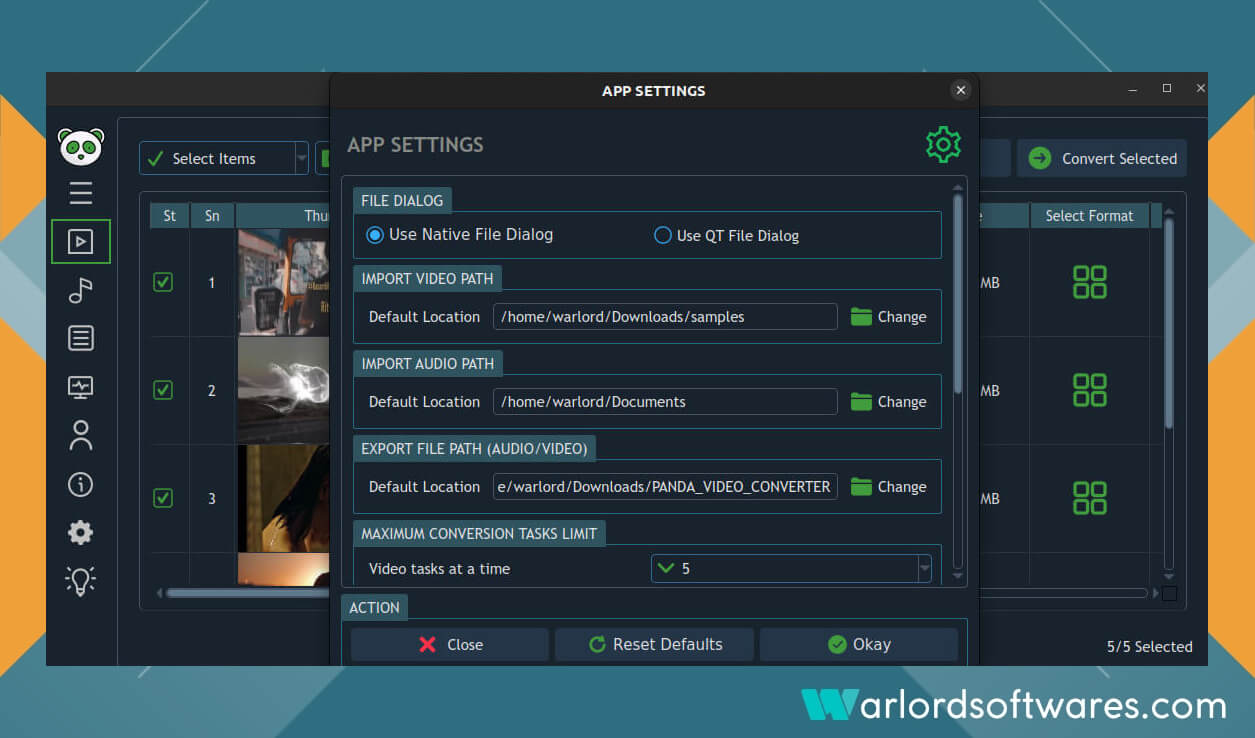 APP SETTINGS
Select Items
APP SETTINGS
Convert Selected
St Sn Thu
Select Format
FILE DIALOG
Use Native File Dialog Use QT File Dialog
IMPORT VIDEO PATH
1
MB
Default Location /home/warlord/Downloads/samples Change
IMPORT AUDIO PATH
2
MB
Default Location /home/warlord/Documents Change
EXPORT FILE PATH (AUDIO/VIDEO)
Default Location e/warlord/Downloads/PANDA_VIDEO_CONVERTER Change
3
MB
MAXIMUM CONVERSION TASKS LIMIT
Video tasks at a time 5
ACTION
Close Reset Defaults Okay
5/5 Selected
Warlordsoftwares.com